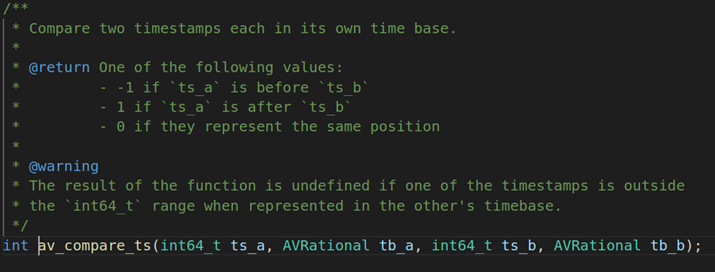 /**
 * Compare two timestamps each in its own time base.
 *
 * @return One of the following values:
 *         - -1 if `ts_a` is before `ts_b`
 *         - 1 if `ts_a` is after `ts_b`
 *         - 0 if they represent the same position
 *
 * @warning
 * The result of the function is undefined if one of the timestamps is outside
 * the `int64_t` range when represented in the other's timebase.
 */
int av_compare_ts(int64_t ts_a, AVRational tb_a, int64_t ts_b, AVRational tb_b);